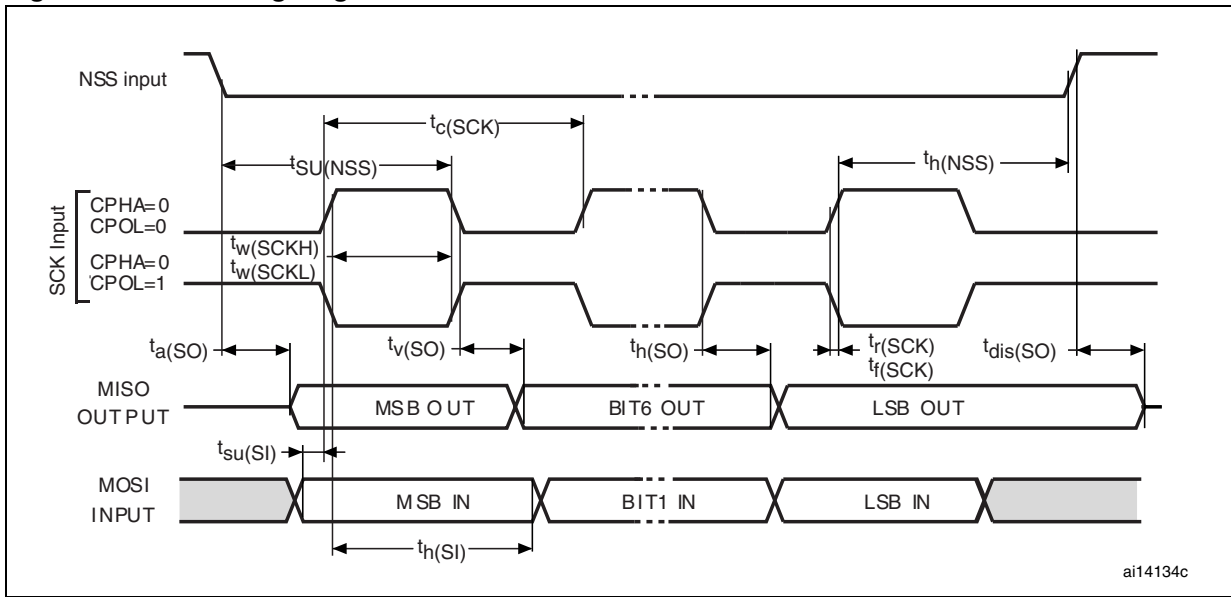 NSS input
tc(SCK)
tSU(NSS)
th(NSS)
SCK Input
CPHA=0
CPOL=0
tw(SCKH)
CPHA=0
tw(SCKL)
CPOL=1
ta(SO)
tv(SO)
th(SO)
tr(SCK)
tf(SCK)
tdis(SO)
MISO
OUTPUT
MSB OUT
BIT6 OUT
LSB OUT
tsu(SI)
MOSI
INPUT
MSB IN
BIT1 IN
LSB IN
th(SI)
ai14134c